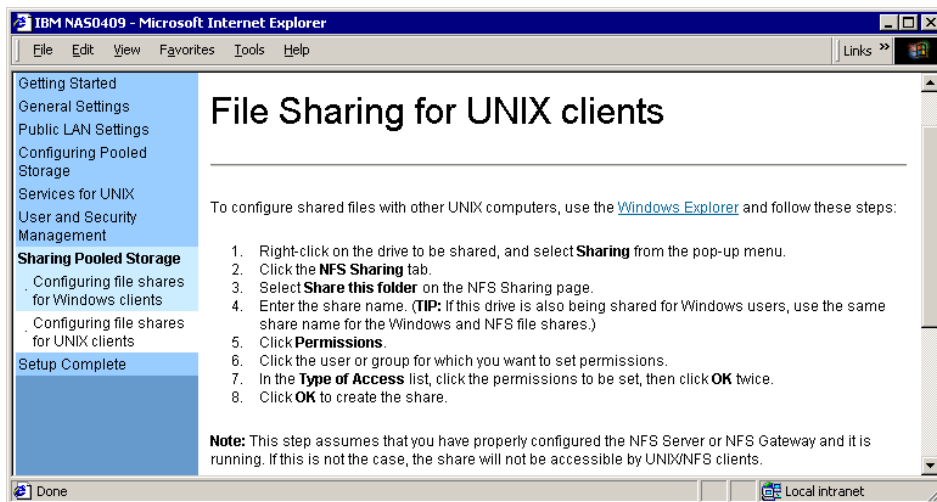 IBM NAS0409 - Microsoft Internet Explorer
File Edit View Favorites Tools Help Links »
Getting Started
General Settings
Public LAN Settings
Configuring Pooled
Storage
Services for UNIX
User and Security
Management
Sharing Pooled Storage
. Configuring file shares
for Windows clients
. Configuring file shares
for UNIX clients
Setup Complete
File Sharing for UNIX clients
To configure shared files with other UNIX computers, use the Windows Explorer and follow these steps:
1. Right-click on the drive to be shared, and select Sharing from the pop-up menu.
2. Click the NFS Sharing tab.
3. Select Share this folder on the NFS Sharing page.
4. Enter the share name. (TIP: If this drive is also being shared for Windows users, use the same
share name for the Windows and NFS file shares.)
5. Click Permissions.
6. Click the user or group for which you want to set permissions.
7. In the Type of Access list, click the permissions to be set, then click OK twice.
8. Click OK to create the share.
Note: This step assumes that you have properly configured the NFS Server or NFS Gateway and it is
running. If this is not the case, the share will not be accessible by UNIX/NFS clients.
Done Local intranet